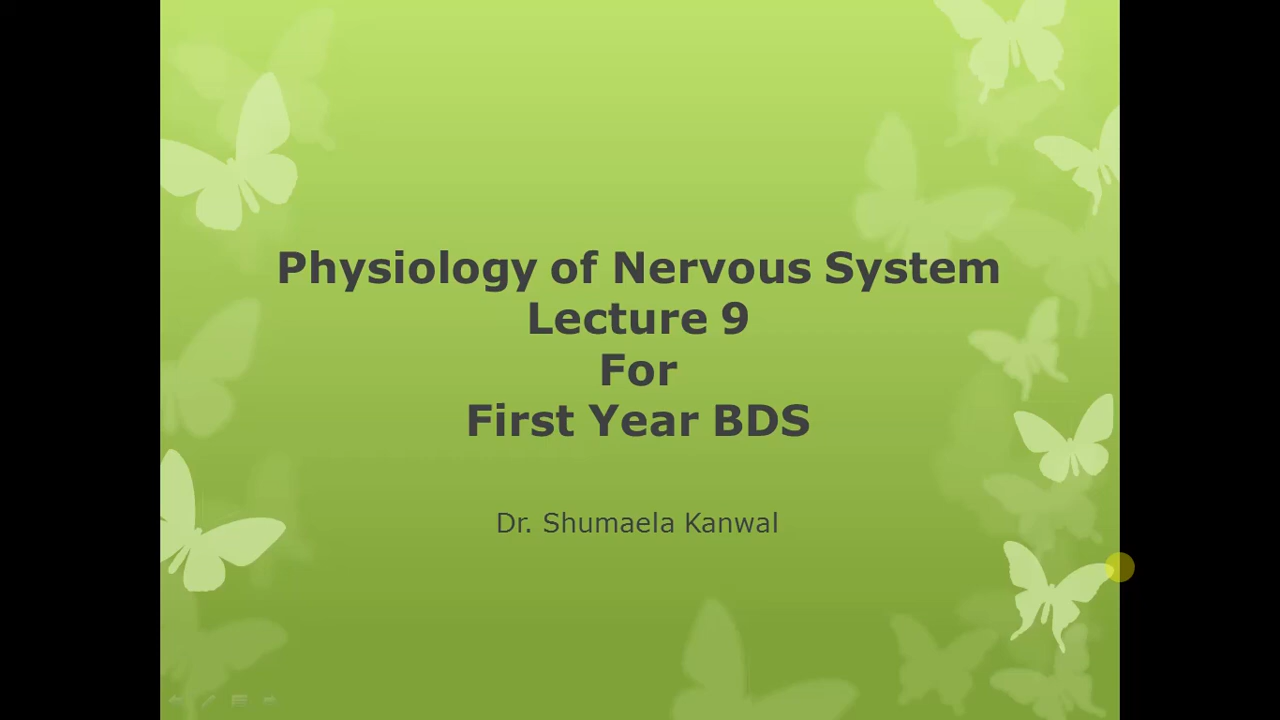 Physiology of Nervous System
Lecture 9
For
First Year BDS
Dr. Shumaela Kanwal